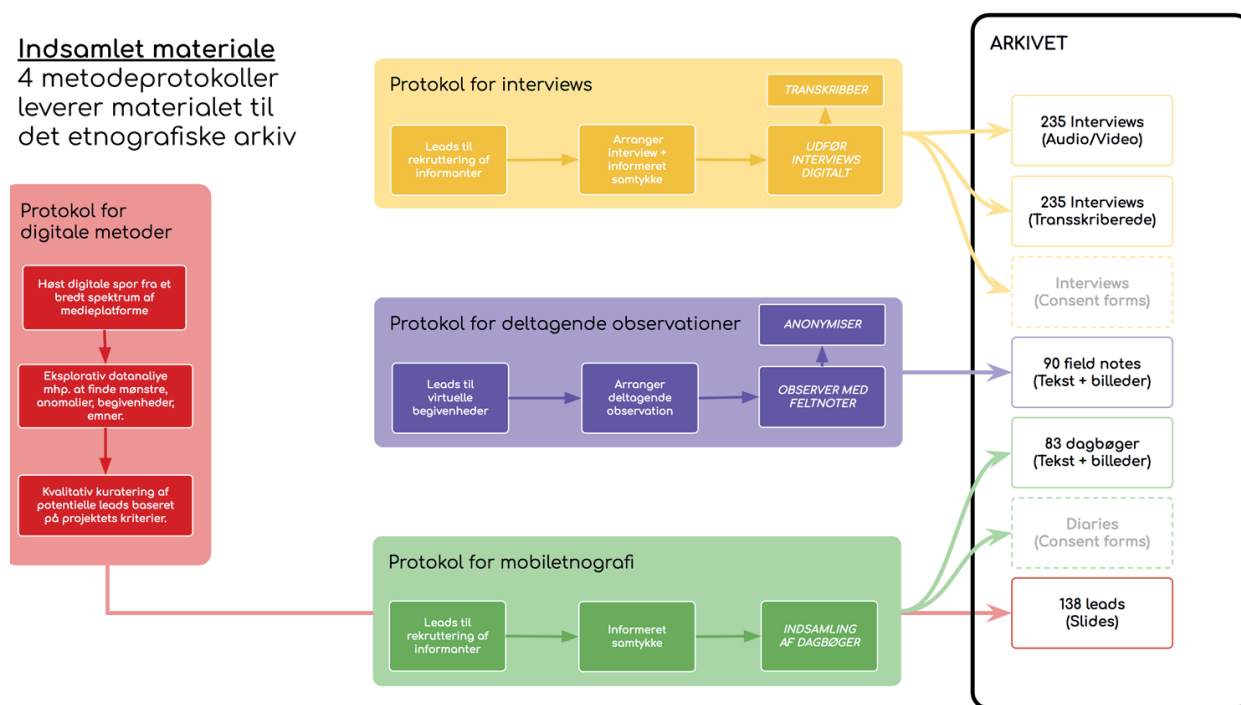 Indsamlet materiale
4 metodeprotokoller
leverer materialet til
det etnografiske arkiv
Protokol for
digitale metoder
Høst digitale spor fra et
bredt spektrum af
medieplatforme
Eksplorativ datanaliye
mhp. at finde mønstre,
anomalier, begivenheder,
emner.
Kvalitativ kuratering af
potentielle leads baseret
på projektets kriterier.
Protokol for interviews
TRANSKRIBBER
Leads til
rekruttering af
informanter
Arranger
interview +
informeret
samtykke
UDFØR
INTERVIEWS
DIGITALT
Protokol for deltagende observationer
ANONYMISER
Leads til
virtuelle
begivenheder
Arranger
deltagende
observation
OBSERVER MED
FELTNOTER
Protokol for mobiletnografi
Leads til
rekruttering af
informanter
Informeret
samtykke
INDSAMLING
AF DAGBØGER
ARKIVET
235 Interviews
(Audio/Video)
235 Interviews
(Transskriberede)
Interviews
(Consent forms)
90 field notes
(Tekst + billeder)
83 dagbøger
(Tekst + billeder)
Diaries
(Consent forms)
138 leads
(Slides)